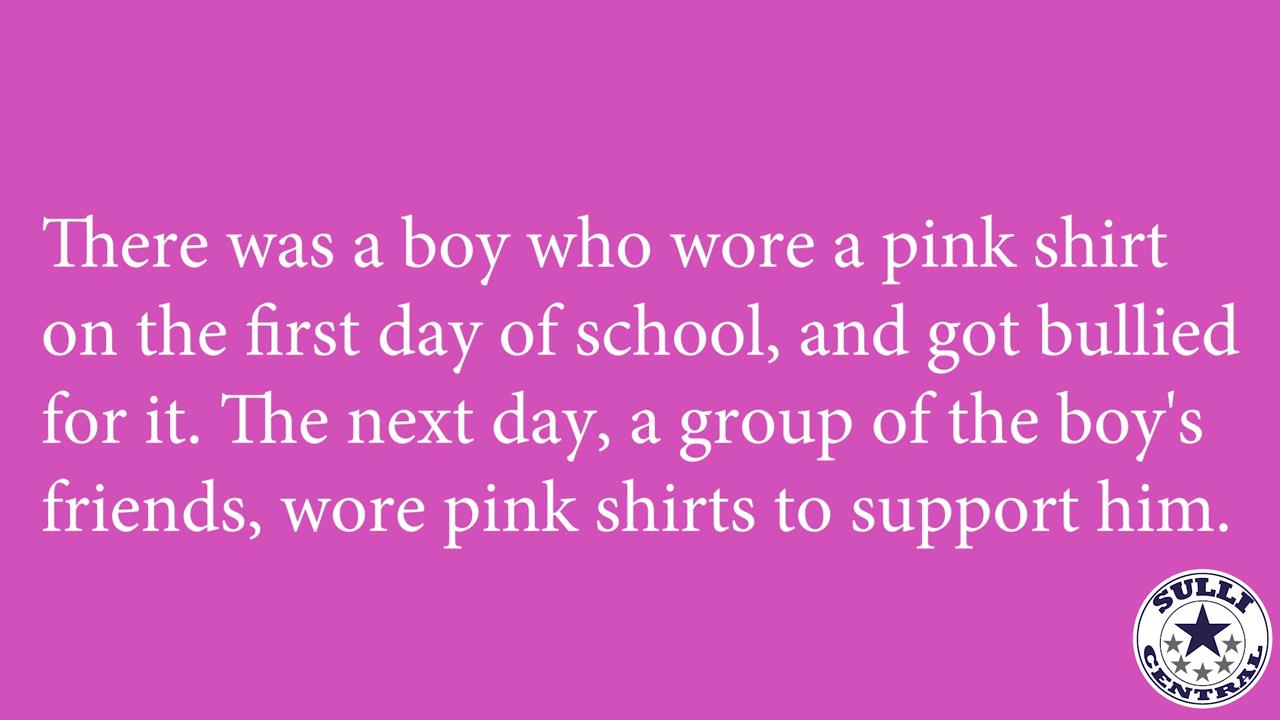 There was a boy who wore a pink shirt
on the first day of school, and got bullied
for it. The next day, a group of the boy's
friends, wore pink shirts to support him.
SULLI
CENTRAL